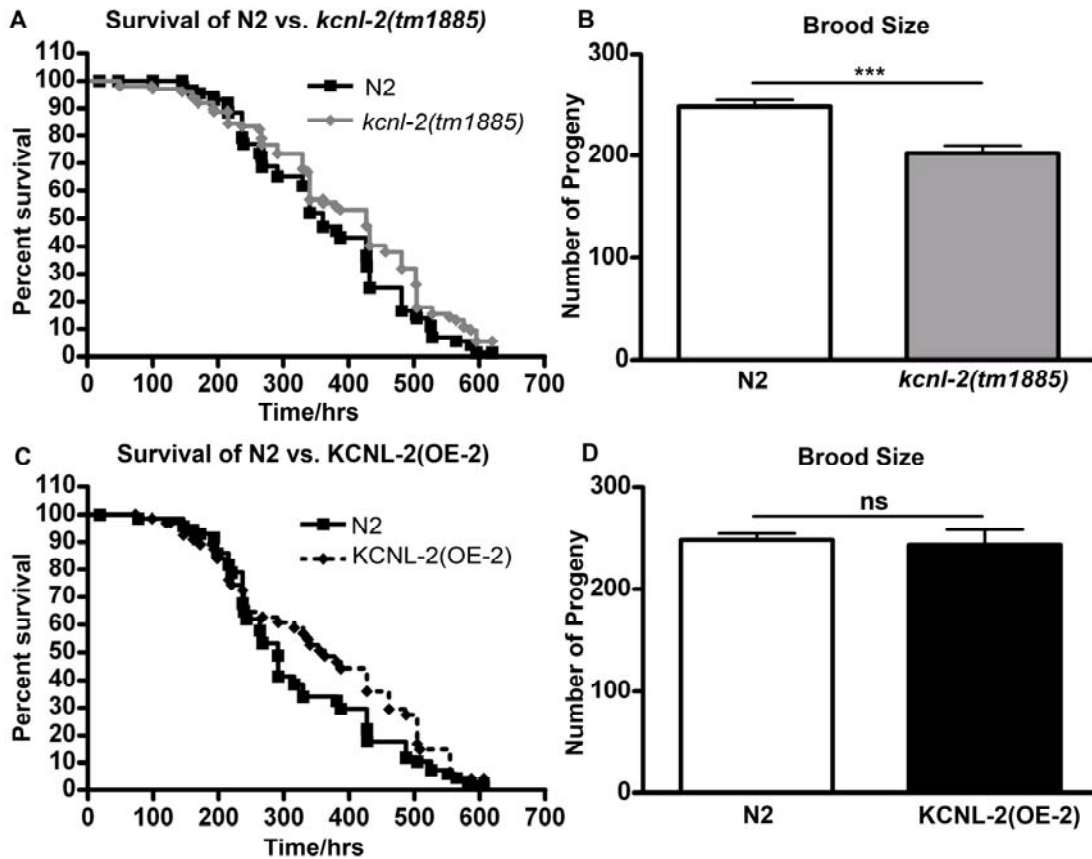 A Survival of N2 vs. kcnl-2(tm1885)
Percent survival
110
100
90
80
70
60
50
40
30
20
10
0
N2
kcnl-2(tm1885)
0 100 200 300 400 500 600 700
Time/hrs
B Brood Size
Number of Progeny
300
200
100
0
***
N2 kcnl-2(tm1885)
C Survival of N2 vs. KCNL-2(OE-2)
Percent survival
110
100
90
80
70
60
50
40
30
20
10
0
N2
KCNL-2(OE-2)
0 100 200 300 400 500 600 700
Time/hrs
D Brood Size
Number of Progeny
300
200
100
0
ns
N2 KCNL-2(OE-2)